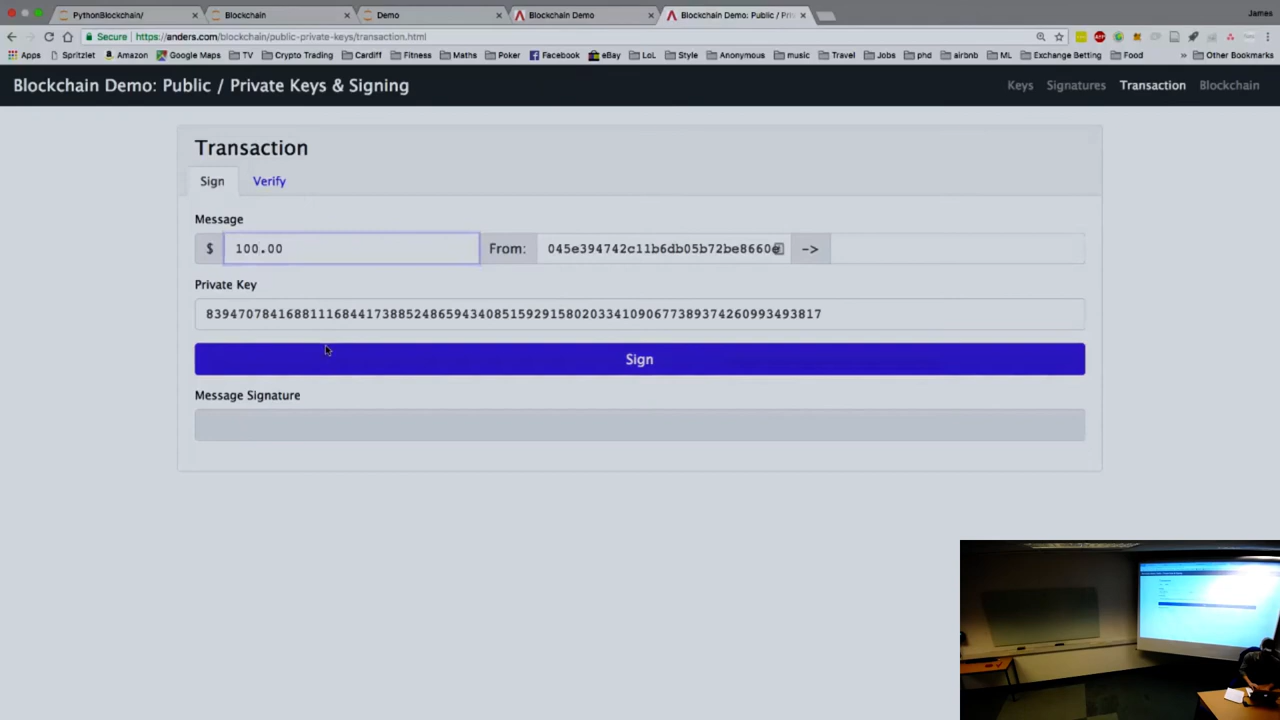 PythonBlockchain/
Blockchain
Demo
Blockchain Demo
Blockchain Demo: Public / Pri
James
Secure
https://anders.com/blockchain/public-private-keys/transaction.html
Apps
Spritzlet
Amazon
Google Maps
TV
Crypto Trading
Cardiff
Fitness
Maths
Poker
Facebook
eBay
LoL
Style
Anonymous
music
Travel
Jobs
phd
airbnb
ML
Exchange Betting
Food
» Other Bookmarks
Blockchain Demo: Public / Private Keys & Signing
Keys
Signatures
Transaction
Blockchain
Transaction
Sign
Verify
Message
$ 100.00 From: 045e394742c11b6db05b72be8660e ->
Private Key
83947078416881116844173885248659434085159291580203341090677389374260993493817
Sign
Message Signature